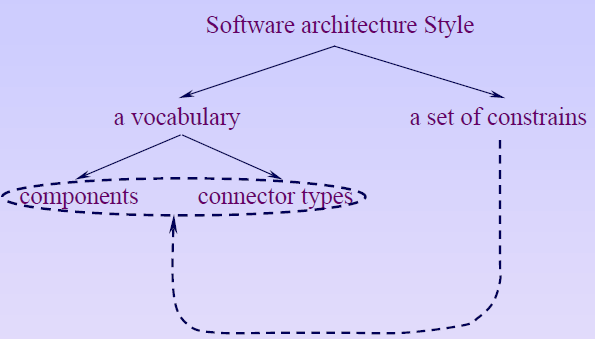 Software architecture Style
a vocabulary
a set of constrains
components
connector types